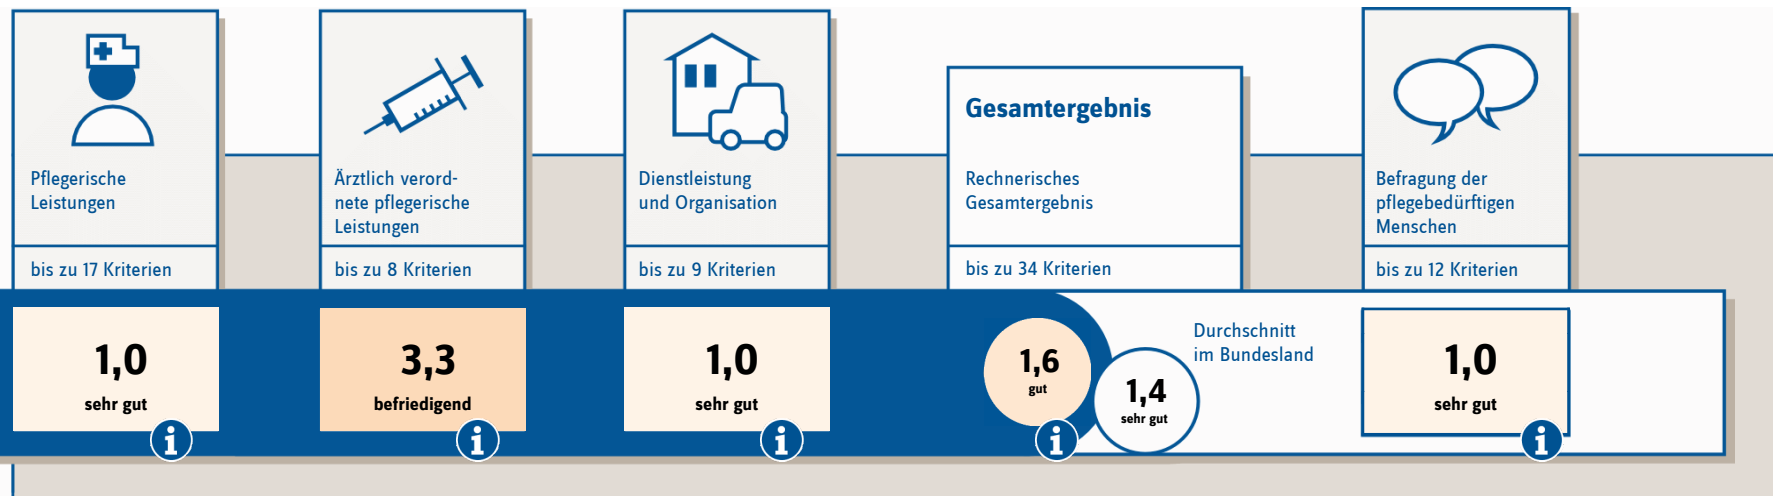 Pflegerische
Leistungen
bis zu 17 Kriterien
1,0
sehr gut
i
Ärztlich verord-
nete pflegerische
Leistungen
bis zu 8 Kriterien
3,3
befriedigend
i
Dienstleistung
und Organisation
bis zu 9 Kriterien
1,0
sehr gut
i
Gesamtergebnis
Rechnerisches
Gesamtergebnis
bis zu 34 Kriterien
1,6
gut
i
Durchschnitt
im Bundesland
1,4
sehr gut
Befragung der
pflegebedürftigen
Menschen
bis zu 12 Kriterien
1,0
sehr gut
i